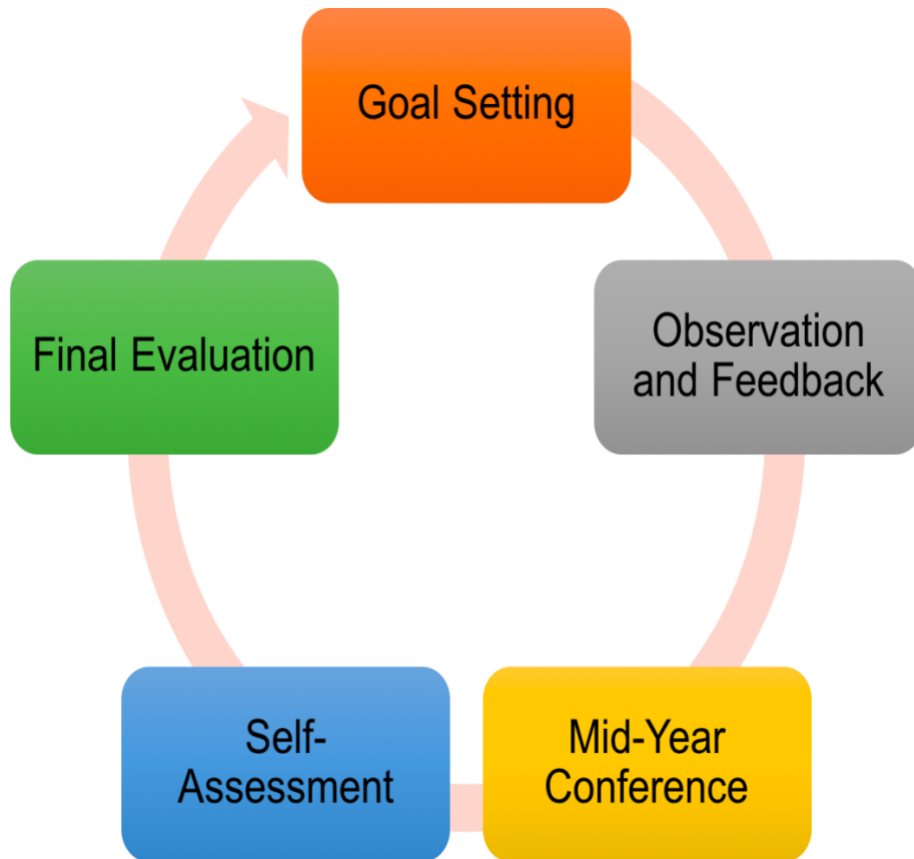 Goal Setting
Observation
and Feedback
Mid-Year
Conference
Self-
Assessment
Final Evaluation